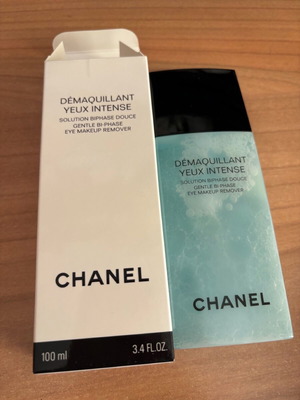 DÉMAQUILLANT
YEUX INTENSE
SOLUTION BIPHASE DOUCE
GENTLE BI-PHASE
EYE MAKEUP REMOVER
CHANEL
100 ml
3.4 FL.OZ.
DÉMAQUILLANT
YEUX INTENSE
SOLUTION BIPHASE DOUCE
GENTLE BI-PHASE
EYE MAKEUP REMOVER
CHANEL